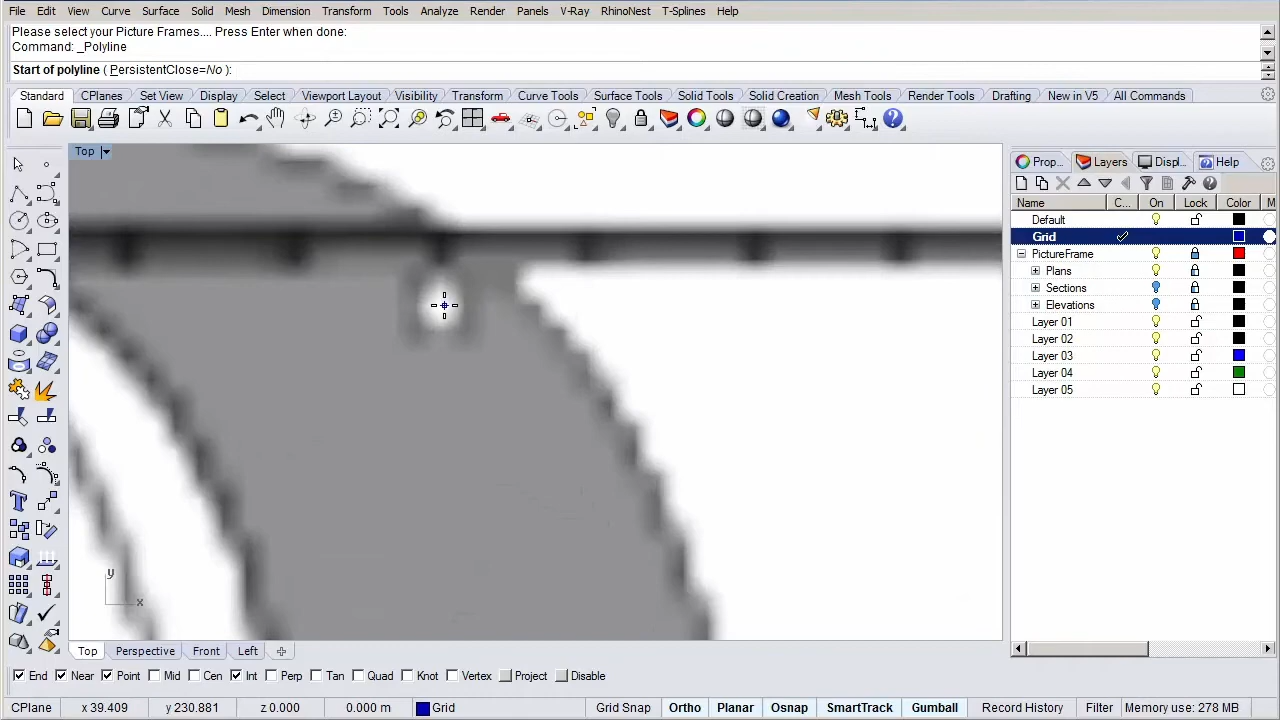 File Edit View Curve Surface Solid Mesh Dimension Transform Tools Analyze Render Panels V-Ray RhinoNest T-Splines Help
Please select your Picture Frames.... Press Enter when done:
Command: _Polyline
Start of polyline ( PersistentClose=No ):
Standard CPlanes Set View Display Select Viewport Layout Visibility Transform Curve Tools Surface Tools Solid Tools Solid Creation Mesh Tools Render Tools Drafting New in V5 All Commands
Top
Prop... Layers Displ... Help
Name C... On Lock Color M
Default
Grid
PictureFrame
Plans
Sections
Elevations
Layer 01
Layer 02
Layer 03
Layer 04
Layer 05
y
x
Top Perspective Front Left
End Near Point Mid Cen Int Perp Tan Quad Knot Vertex Project Disable
CPlane x 39.409 y 230.881 z 0.000 0.000 m Grid Grid Snap Ortho Planar Osnap SmartTrack Gumball Record History Filter Memory use: 278 MB